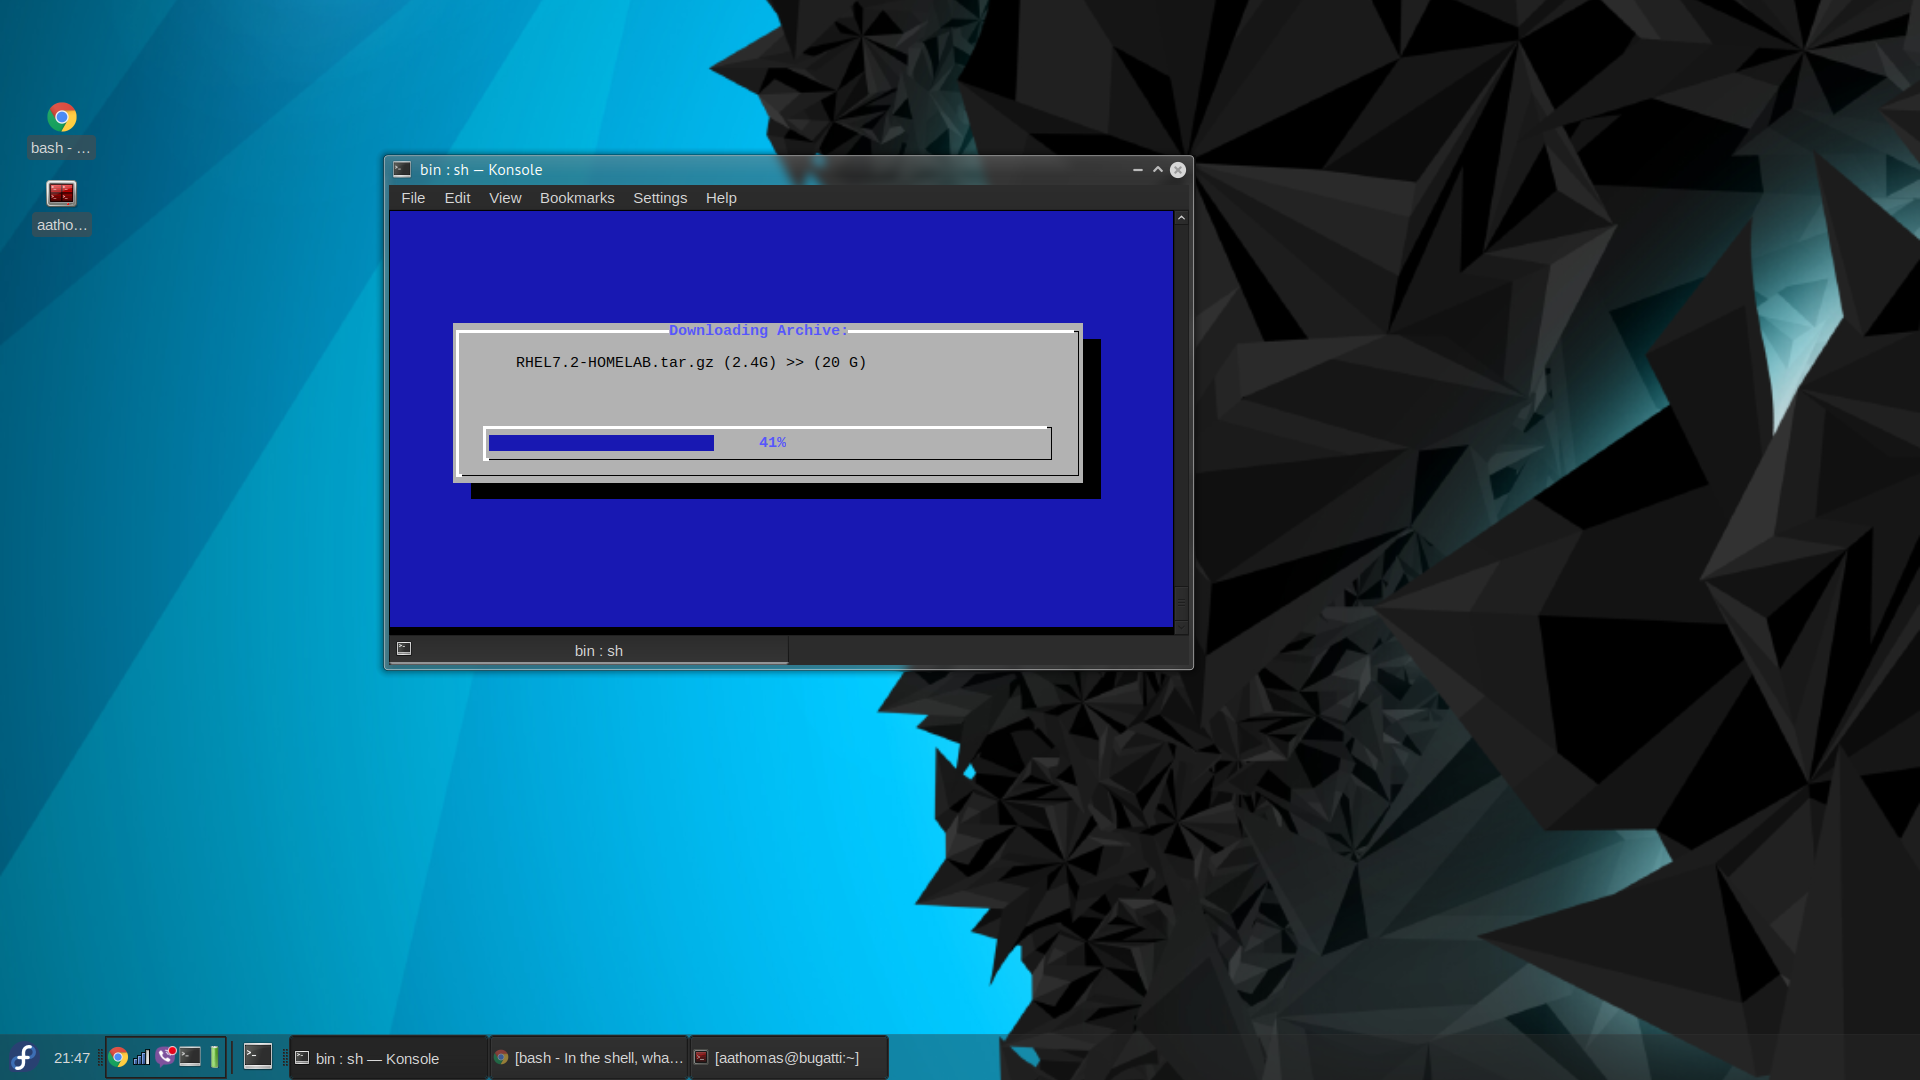 bash - ...
aatho...
bin : sh — Konsole
File Edit View Bookmarks Settings Help
Downloading Archive:
RHEL7.2-HOMELAB.tar.gz (2.4G) >> (20 G)
41%
bin : sh
21:47
bin : sh — Konsole
[bash - In the shell, wha...
[aathomas@bugatti:~]